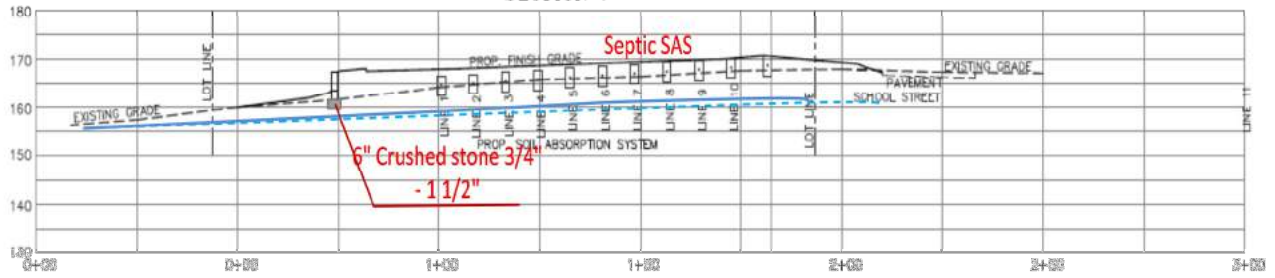 180
170
160
150
140
Septic SAS
PROP. FINISH GRADE
EXISTING GRADE
EXISTING GRADE
PAVEMENT
SCHOOL STREET
LOT LINE
LOT LINE
LINE 1
LINE 2
LINE 3
LINE 4
LINE 5
LINE 6
LINE 7
LINE 8
LINE 9
LINE 10
LINE 11
PROP. SOIL ABSORPTION SYSTEM
6" Crushed stone 3/4"
- 1 1/2"
0+00
1+00
1+00
2+00